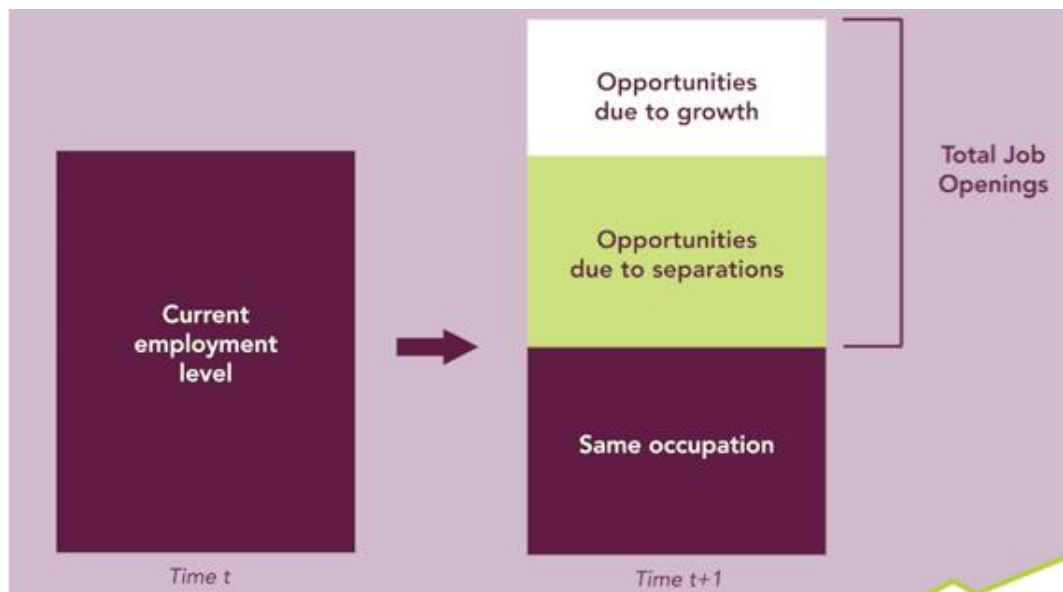 Opportunities
due to growth
Total Job
Openings
Opportunities
due to separations
Current
employment
level
Same occupation
Time t
Time t+1